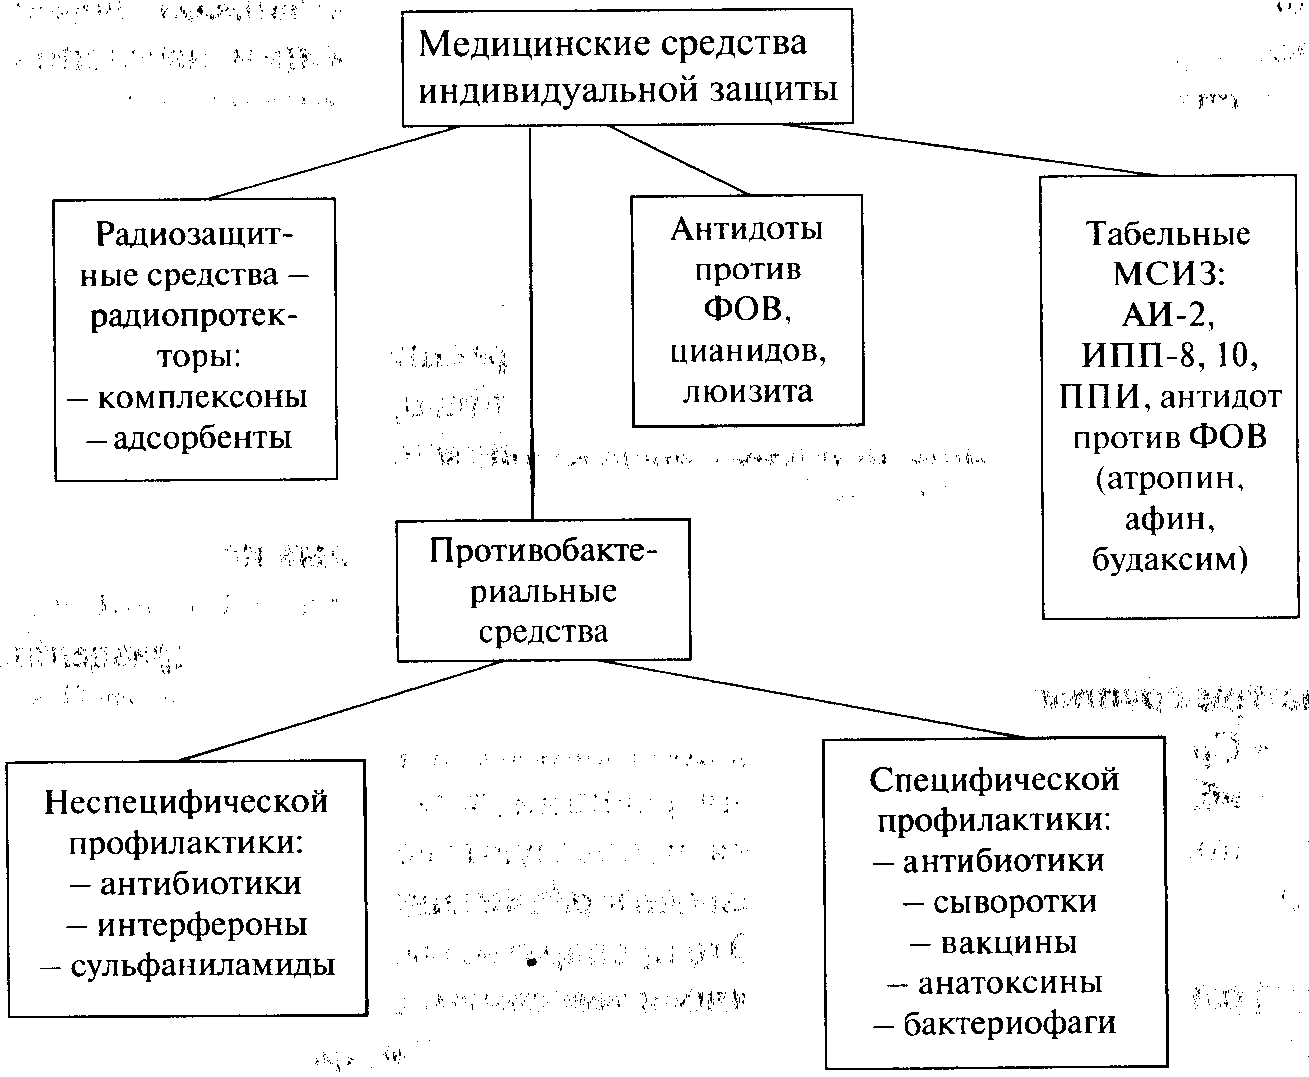 Медицинские средства
индивидуальной защиты
Радиозащит-
ные средства –
радиопротек-
торы:
– комплексоны
– адсорбенты
Антидоты
против
ФОВ,
цианидов,
люизита
Табельные
МСИЗ:
АИ-2,
ИПП-8, 10,
ППИ, антидот
против ФОВ
(атропин,
афин,
будаксим)
Противобакте-
риальные
средства
Неспецифической
профилактики:
– антибиотики
– интерфероны
– сульфаниламиды
Специфической
профилактики:
– антибиотики
– сыворотки
– вакцины
– анатоксины
– бактериофаги